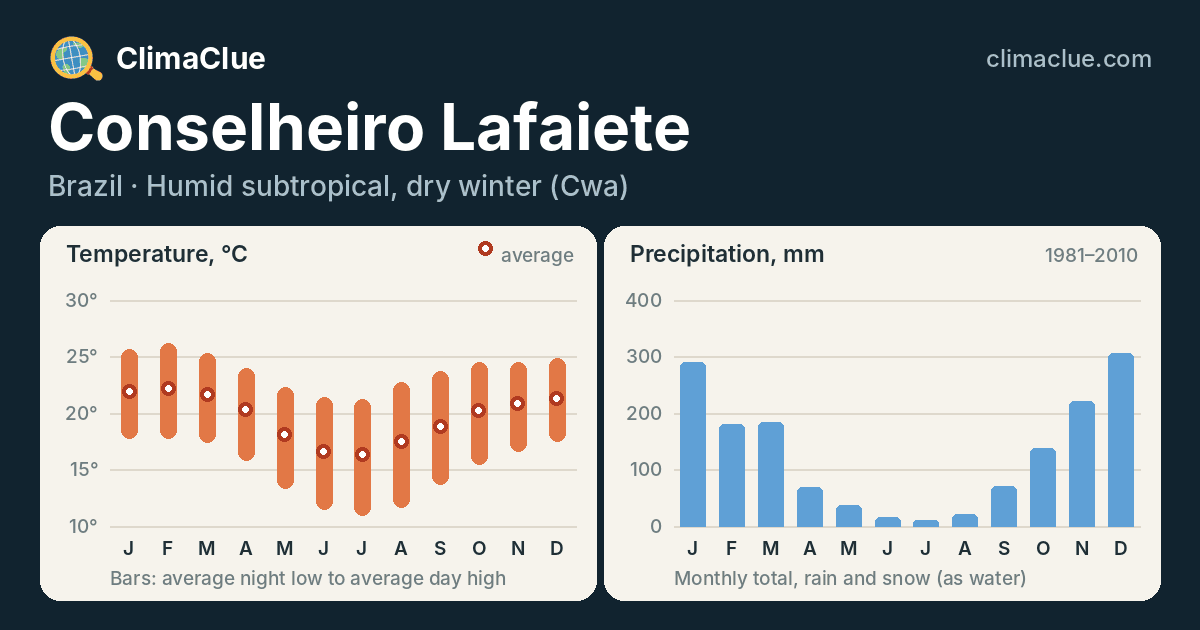 ClimaClue
climaclue.com
Conselheiro Lafaiete
Brazil · Humid subtropical, dry winter (Cwa)
Temperature, °C
average
30°
25°
20°
15°
10°
J F M A M J J A S O N D
Bars: average night low to average day high
Precipitation, mm
1981–2010
400
300
200
100
0
J F M A M J J A S O N D
Monthly total, rain and snow (as water)